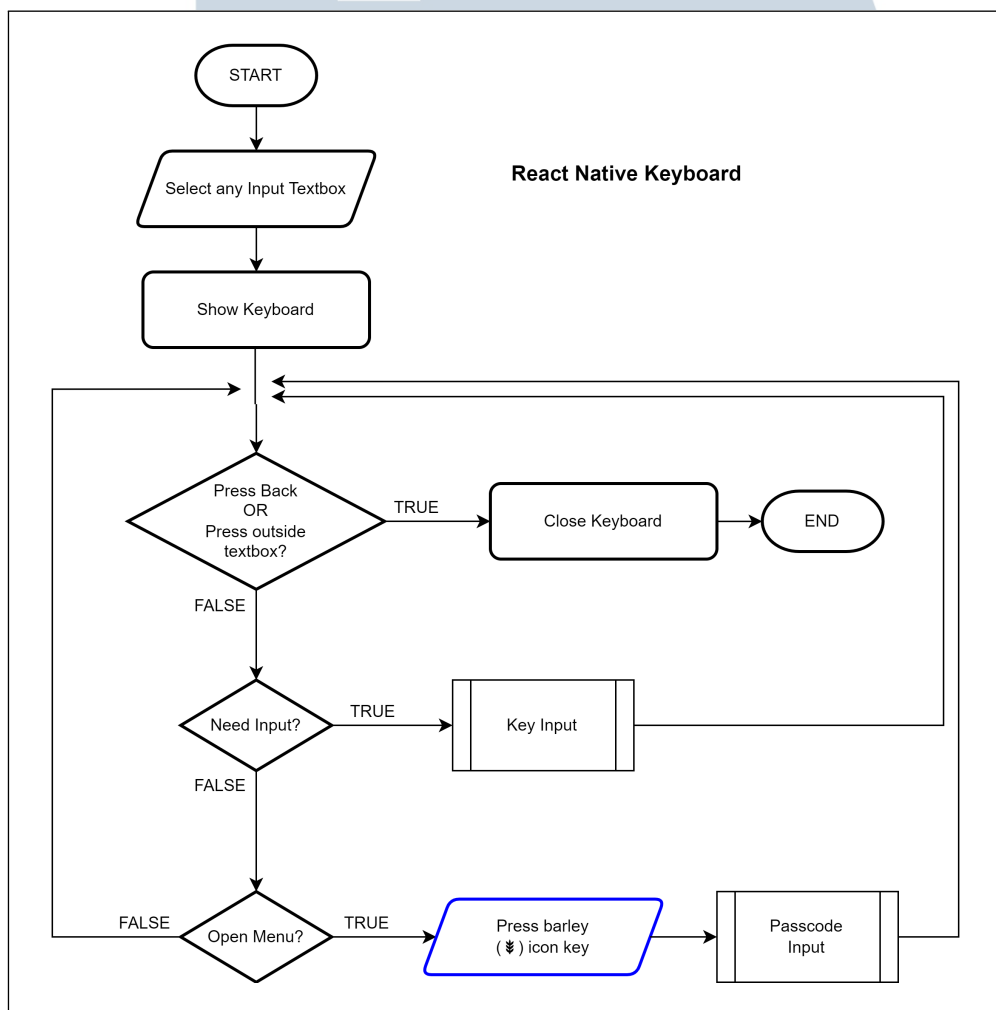 START
Select any Input Textbox
React Native Keyboard
Show Keyboard
Press Back
OR
Press outside
textbox?
TRUE
Close Keyboard
END
FALSE
Need Input?
TRUE
Key Input
FALSE
FALSE
Open Menu?
TRUE
Press barley
( ) icon key
Passcode
Input